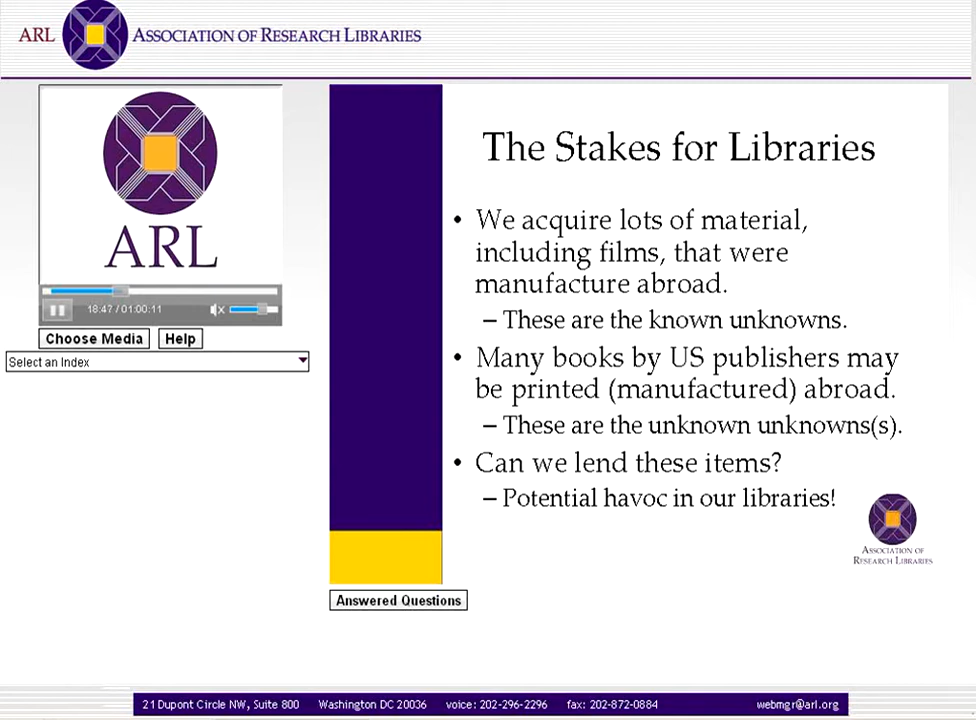 ARL ASSOCIATION OF RESEARCH LIBRARIES
ARL
18:47 / 01:00:11
Choose Media Help
Select an Index
The Stakes for Libraries
• We acquire lots of material,
including films, that were
manufacture abroad.
– These are the known unknowns.
• Many books by US publishers may
be printed (manufactured) abroad.
– These are the unknown unknowns(s).
• Can we lend these items?
– Potential havoc in our libraries!
ASSOCIATION OF
RESEARCH LIBRARIES
Answered Questions
21 Dupont Circle NW, Suite 800 Washington DC 20036 voice: 202-296-2296 fax: 202-872-0884 webmgr@arl.org